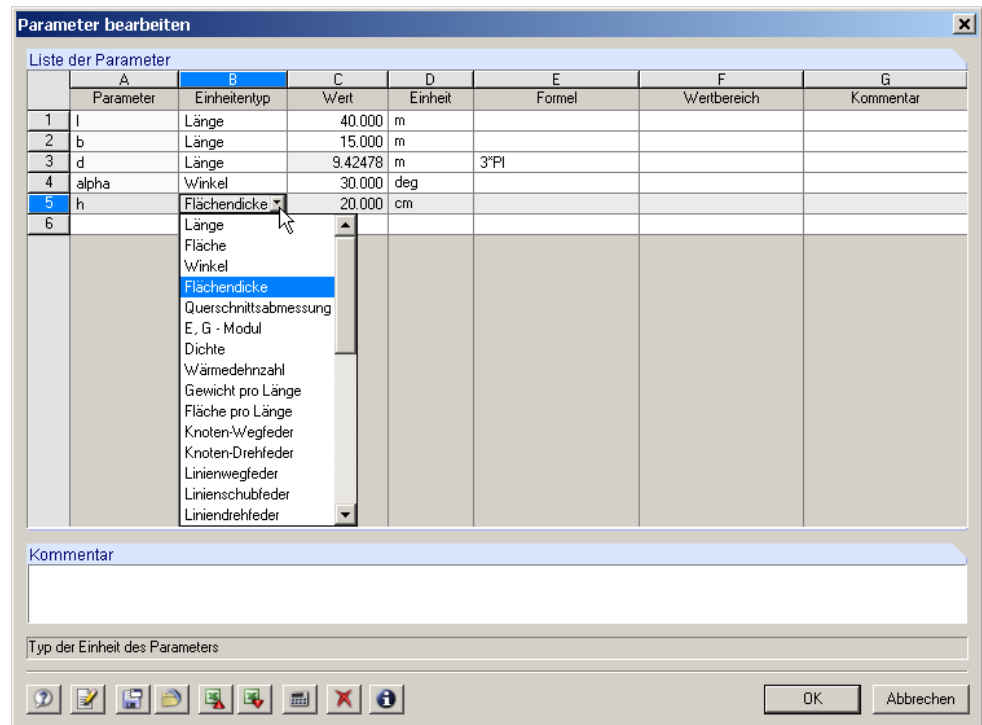 Parameter bearbeiten
Liste der Parameter
A B C D E F G
Parameter Einheitentyp Wert Einheit Formel Wertbereich Kommentar
1 l Länge 40.000 m
2 b Länge 15.000 m
3 d Länge 9.42478 m 3*PI
4 alpha Winkel 30.000 deg
5 h Flächendicke 20.000 cm
6
Länge
Fläche
Winkel
Flächendicke
Querschnittsabmessung
E, G - Modul
Dichte
Wärmedehnzahl
Gewicht pro Länge
Fläche pro Länge
Knoten-Wegfeder
Knoten-Drehfeder
Linienwegfeder
Linienschubfeder
Liniendrehfeder
Kommentar
Typ der Einheit des Parameters
OK Abbrechen